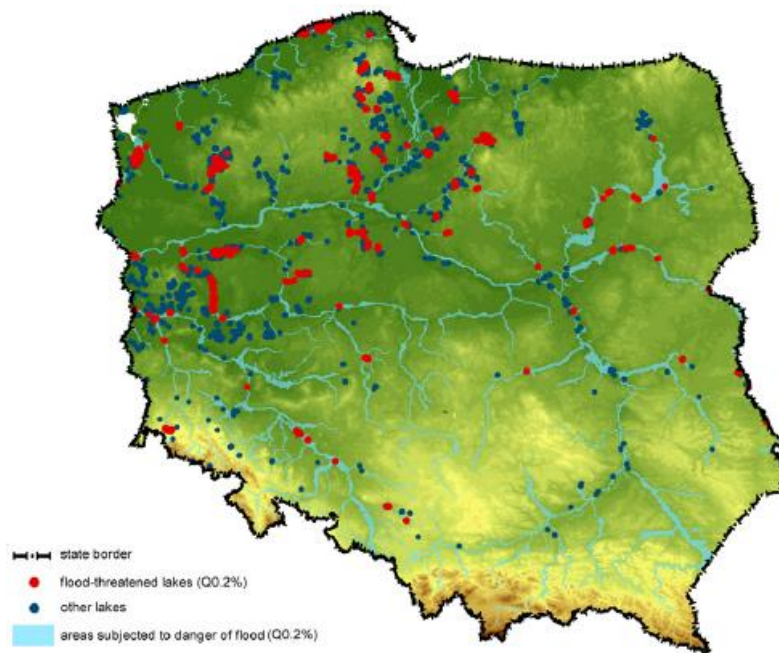 state border
flood-threatened lakes (Q0.2%)
other lakes
areas subjected to danger of flood (Q0.2%)